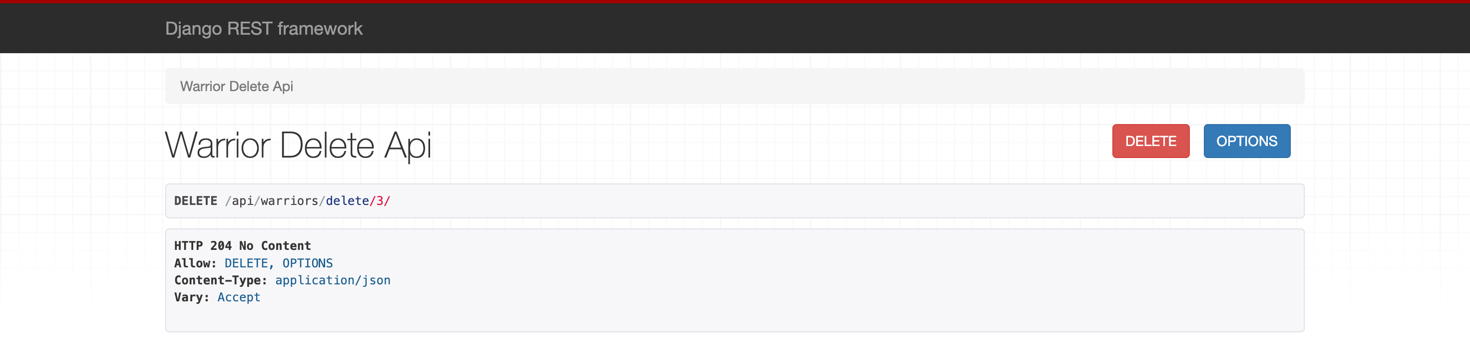 Django REST framework
Warrior Delete Api
Warrior Delete Api
DELETE
OPTIONS
DELETE /api/warriors/delete/3/
HTTP 204 No Content
Allow: DELETE, OPTIONS
Content-Type: application/json
Vary: Accept